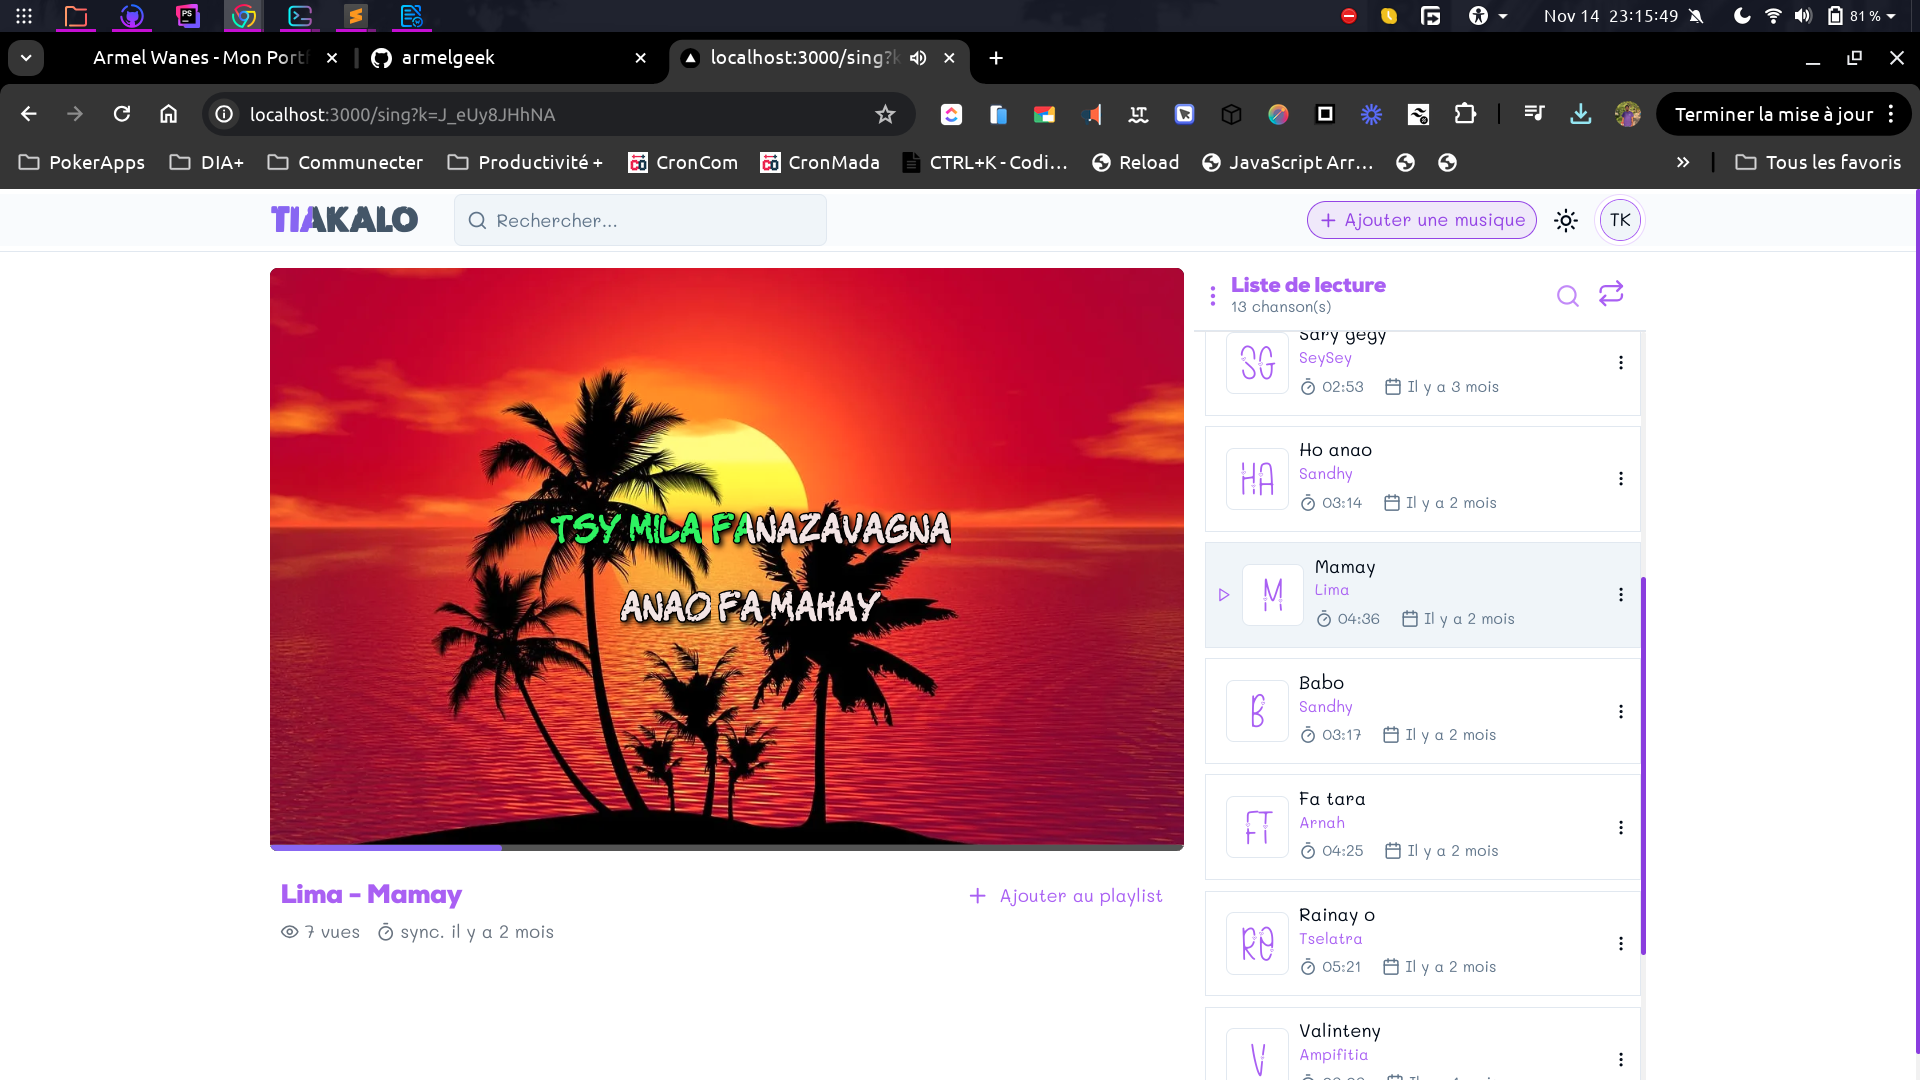 Nov 14 23:15:49
81 %
Armel Wanes - Mon Portf
armelgeek
localhost:3000/sing?k
localhost:3000/sing?k=J_eUy8JHhNA
Terminer la mise à jour
PokerApps
DIA+
Communecter
Productivité +
CronCom
CronMada
CTRL+K - Codi...
Reload
JavaScript Arr...
Tous les favoris
TIAKALO
Rechercher...
Ajouter une musique
TK
TSY MILA FANAZAVAGNA
ANAO FA MAHAY
Lima - Mamay
7 vues
sync. il y a 2 mois
Ajouter au playlist
Liste de lecture
13 chanson(s)
SG
Sary gegy
SeySey
02:53
Il y a 3 mois
HA
Ho anao
Sandhy
03:14
Il y a 2 mois
M
Mamay
Lima
04:36
Il y a 2 mois
B
Babo
Sandhy
03:17
Il y a 2 mois
FT
Fa tara
Arnah
04:25
Il y a 2 mois
RO
Rainay o
Tselatra
05:21
Il y a 2 mois
V
Valinteny
Ampifitia